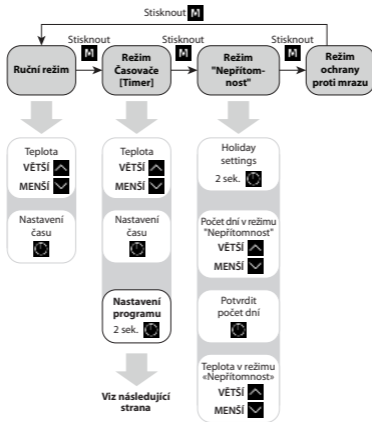 Stisknout M
Stisknout
M
Stisknout
M
Stisknout
M
Ruční režim
Režim
Časovače
[Timer]
Režim
"Nepřítom-
nost"
Režim
ochrany
proti mrazu
Teplota
VĚTŠÍ
MENŠÍ
Nastavení
času
Teplota
VĚTŠÍ
MENŠÍ
Nastavení
času
Nastavení
programu
2 sek.
Viz následující
strana
Holiday
settings
2 sek.
Počet dní v režimu
"Nepřítomnost"
VĚTŠÍ
MENŠÍ
Potvrdit
počet dní
Teplota v režimu
«Nepřítomnost»
VĚTŠÍ
MENŠÍ